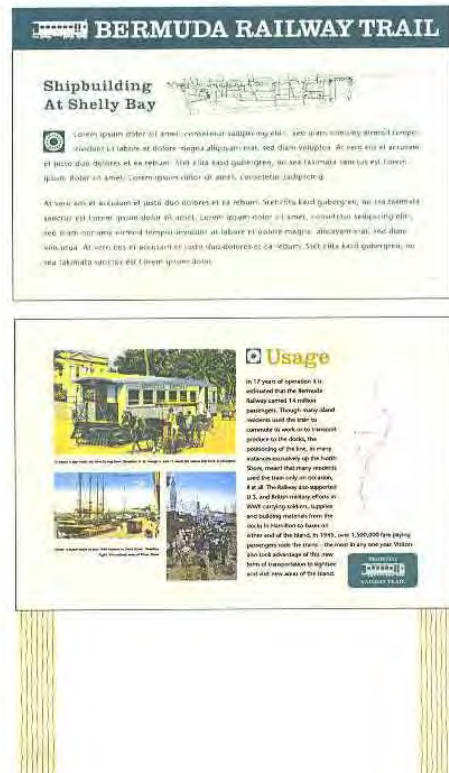 BERMUDA RAILWAY TRAIL
Shipbuilding
At Shelly Bay
Lorem ipsum dolor sit amet, consetetur sadipscing elitr, sed diam nonumy eirmod tempor
invidunt ut labore et dolore magna aliquyam erat, sed diam voluptua. At vero eos et accusam
et justo duo dolores et ea rebum. Stet clita kasd gubergren, no sea takimata sanctus est Lorem
ipsum dolor sit amet. Lorem ipsum dolor sit amet, consetetur sadipscing
At vero eos et accusam et justo duo dolores et ea rebum. Stet clita kasd gubergren, no sea takimata
sanctus est Lorem ipsum dolor sit amet. Lorem ipsum dolor sit amet, consetetur sadipscing elitr,
sed diam nonumy eirmod tempor invidunt ut labore et dolore magna aliquyam erat, sed diam
voluptua. At vero eos et accusam et justo duo dolores et ea rebum. Stet clita kasd gubergren, no
sea takimata sanctus est Lorem ipsum dolor.
Usage
In 17 years of operation it is
estimated that the Bermuda
Railway carried 14 million
passengers. Though many island
residents used the train to
commute to work or to transport
produce to the docks, the
positioning of the line, in many
instances exclusively up the North
Shore, meant that many residents
used the train only on occasion,
if at all. The Railway also supported
U.S. and British military efforts in
WWII carrying soldiers, supplies
and building materials from the
docks in Hamilton to bases on
either end of the Island. In 1945, over 1,500,000 fare paying
passengers rode the trains – the most in any one year. Visitors
also took advantage of this new
form of transportation to sightsee
and visit new areas of the Island.
BERMUDA
RAILWAY TRAIL